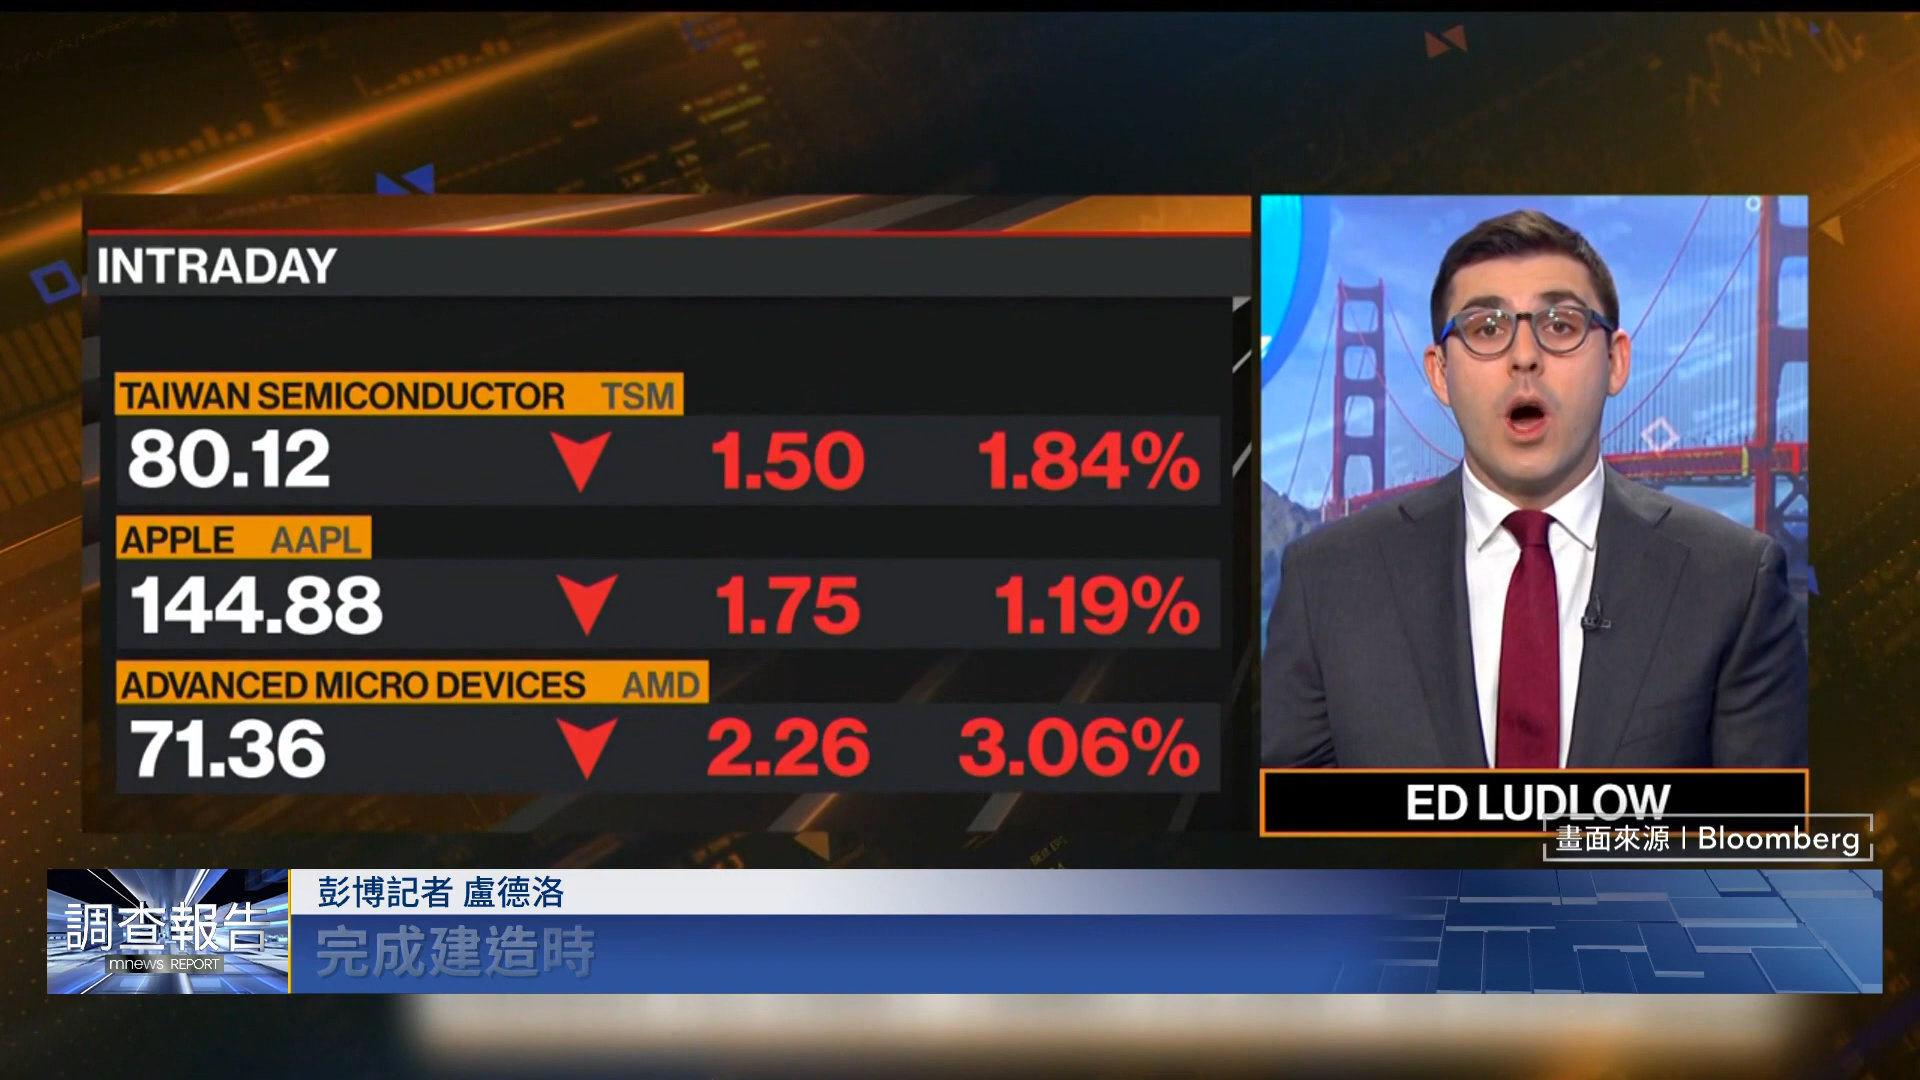 INTRADAY
TAIWAN SEMICONDUCTOR TSM
80.12 1.50 1.84%
APPLE AAPL
144.88 1.75 1.19%
ADVANCED MICRO DEVICES AMD
71.36 2.26 3.06%
ED LUDLOW
畫面來源 | Bloomberg
彭博記者 盧德洛
調查報告
mnews REPORT
完成建造時